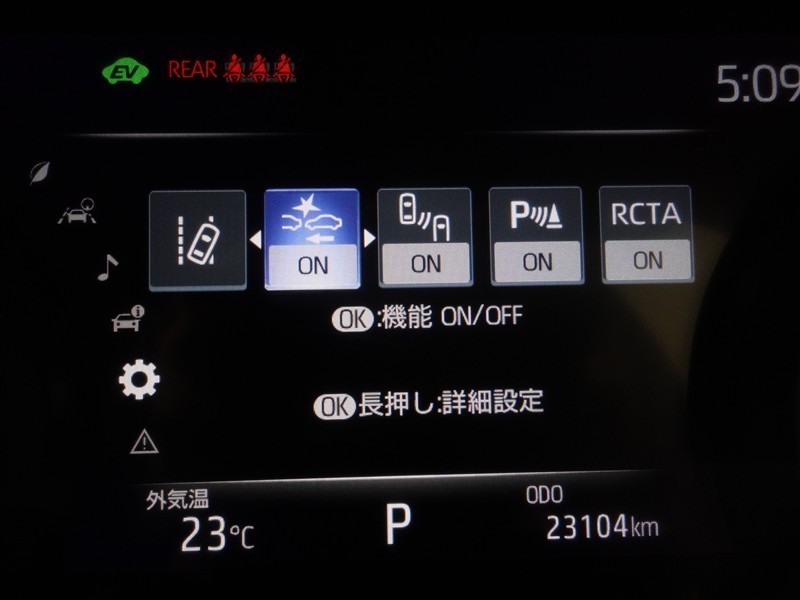 EV REAR
5:09
P RCTA
ON ON ON ON
OK:機能 ON/OFF
OK長押し:詳細設定
外気温 ODO
23℃ P 23104km